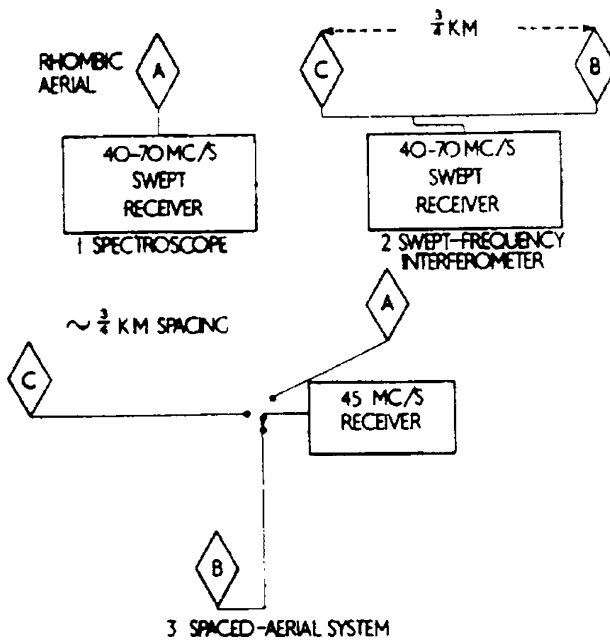 RHOMBIC
AERIAL
A
40-70 MC/S
SWEPT
RECEIVER
1 SPECTROSCOPE
3/4 KM
C
B
40-70 MC/S
SWEPT
RECEIVER
2 SWEPT-FREQUENCY
INTERFEROMETER
~ 3/4 KM SPACING
A
C
45 MC/S
RECEIVER
B
3 SPACED-AERIAL SYSTEM